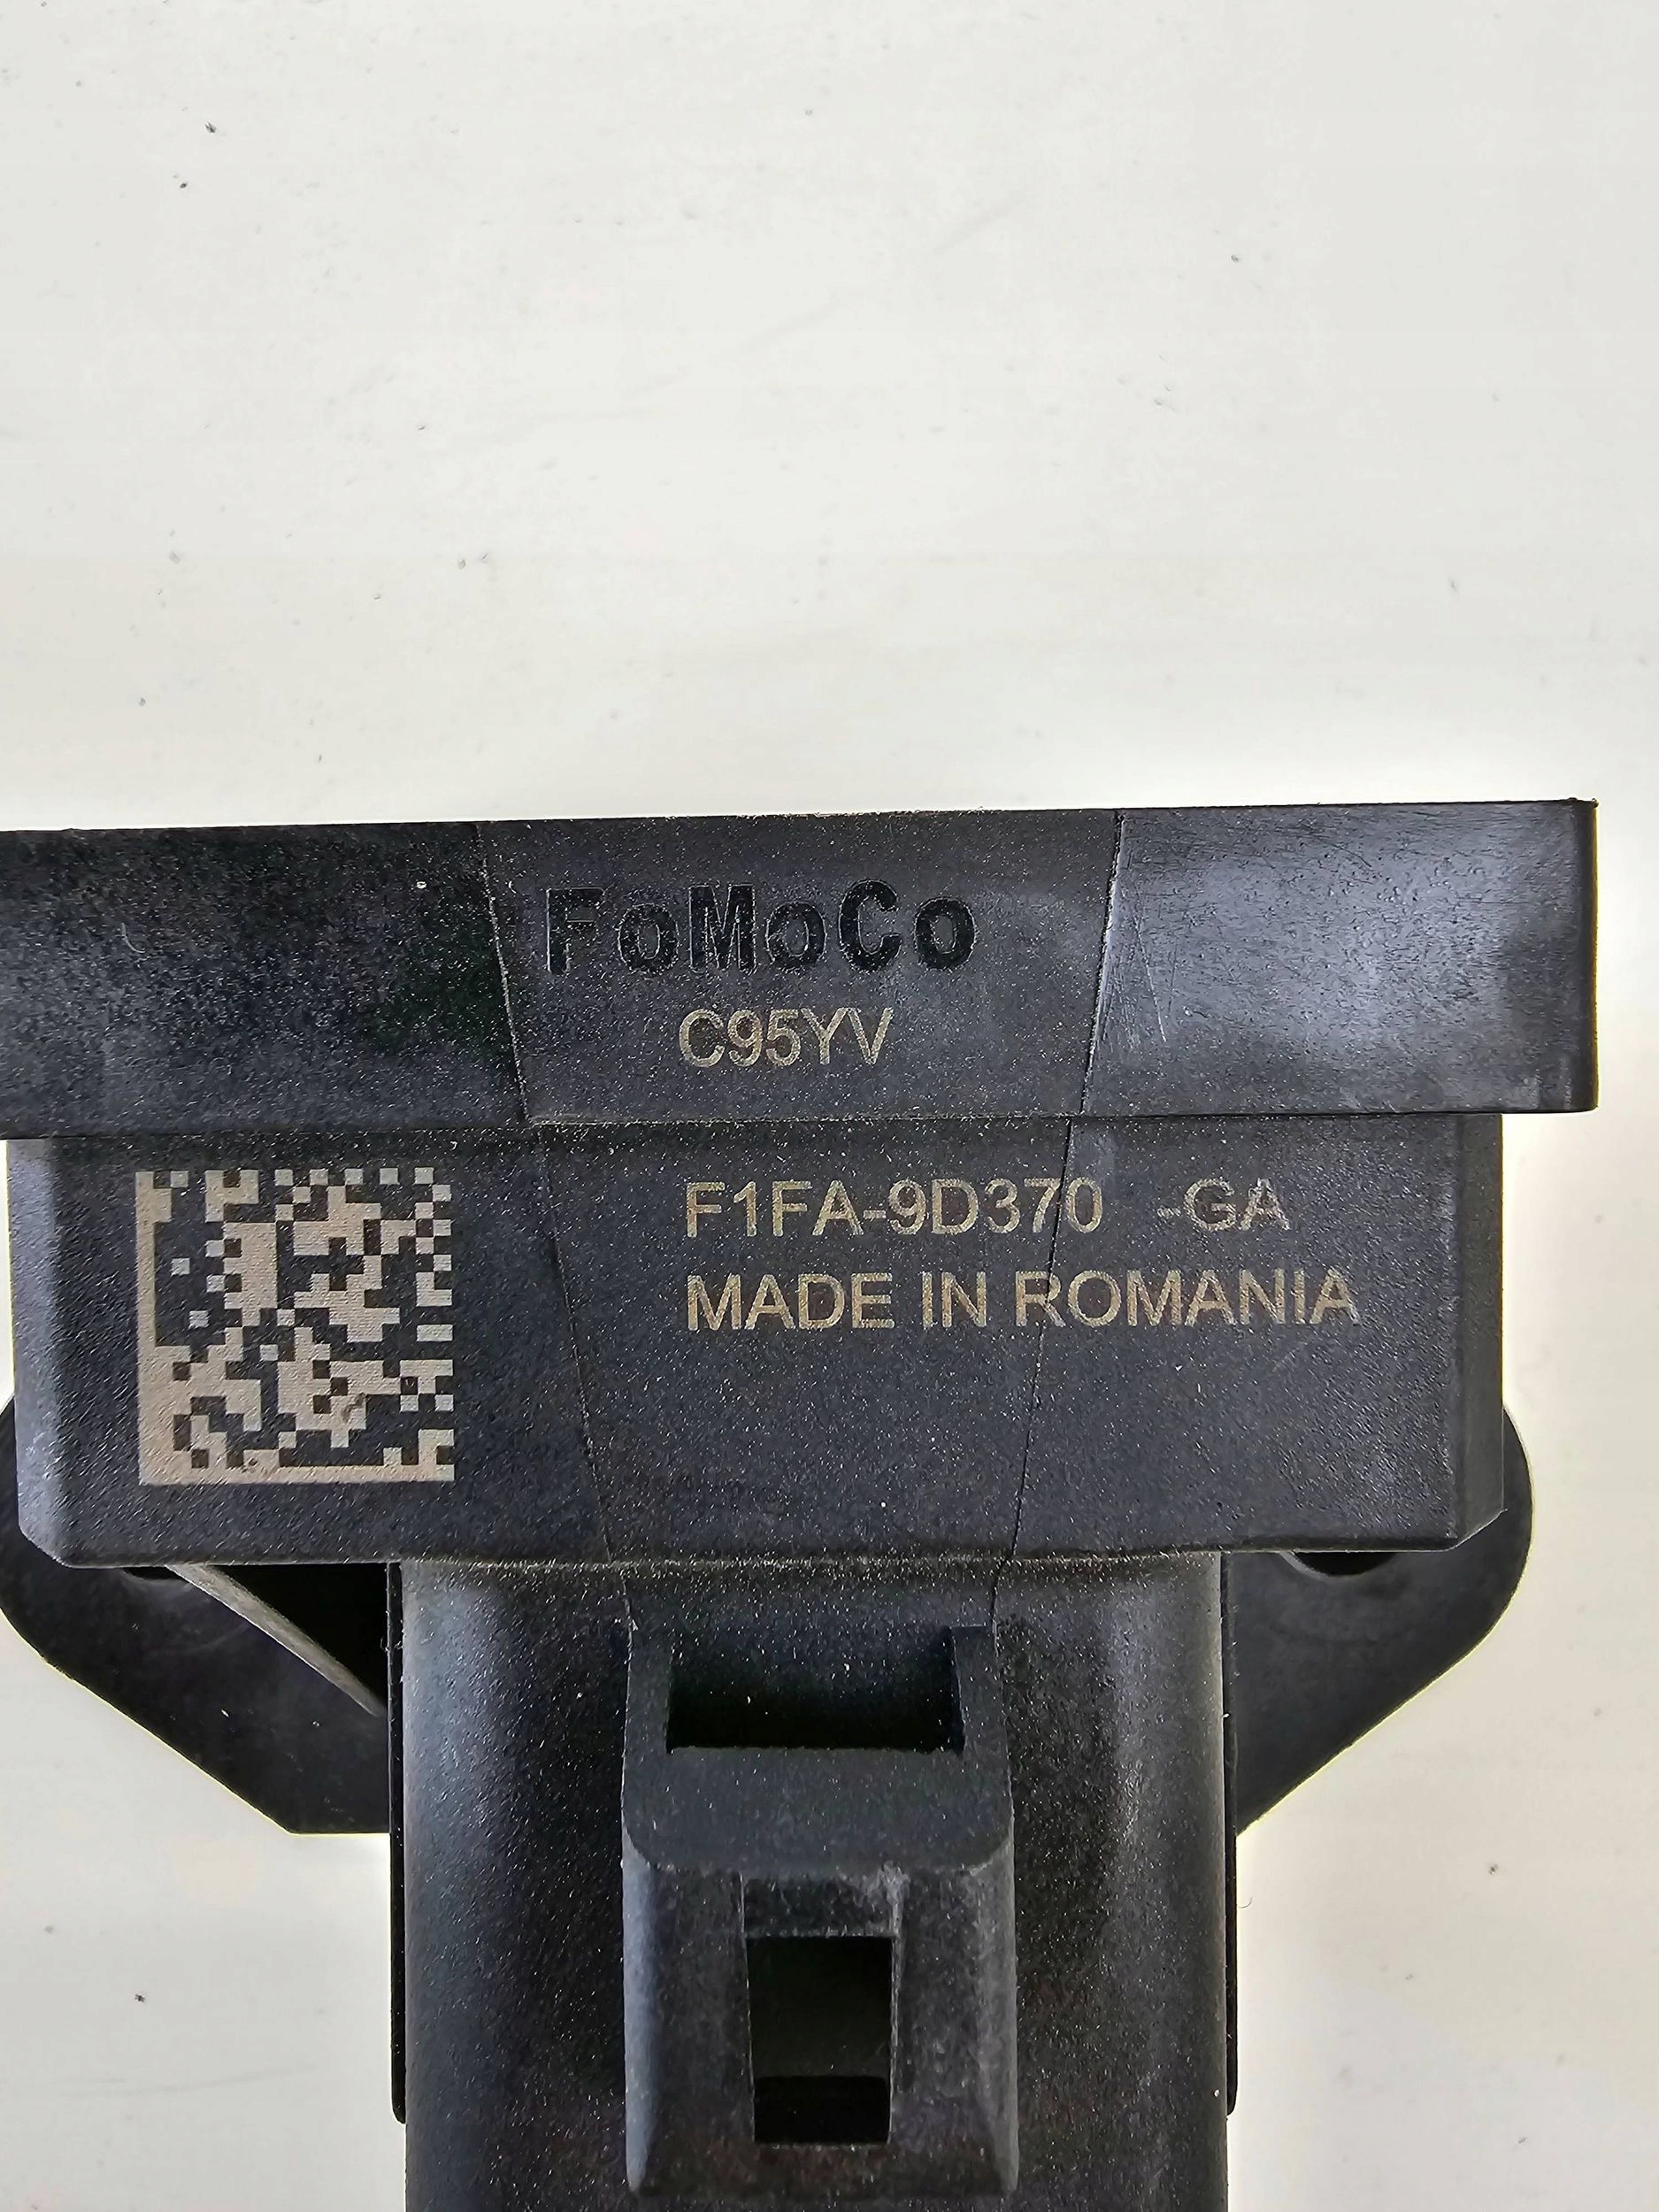 FoMoCo
C95YV
F1FA-9D370 -GA
MADE IN ROMANIA